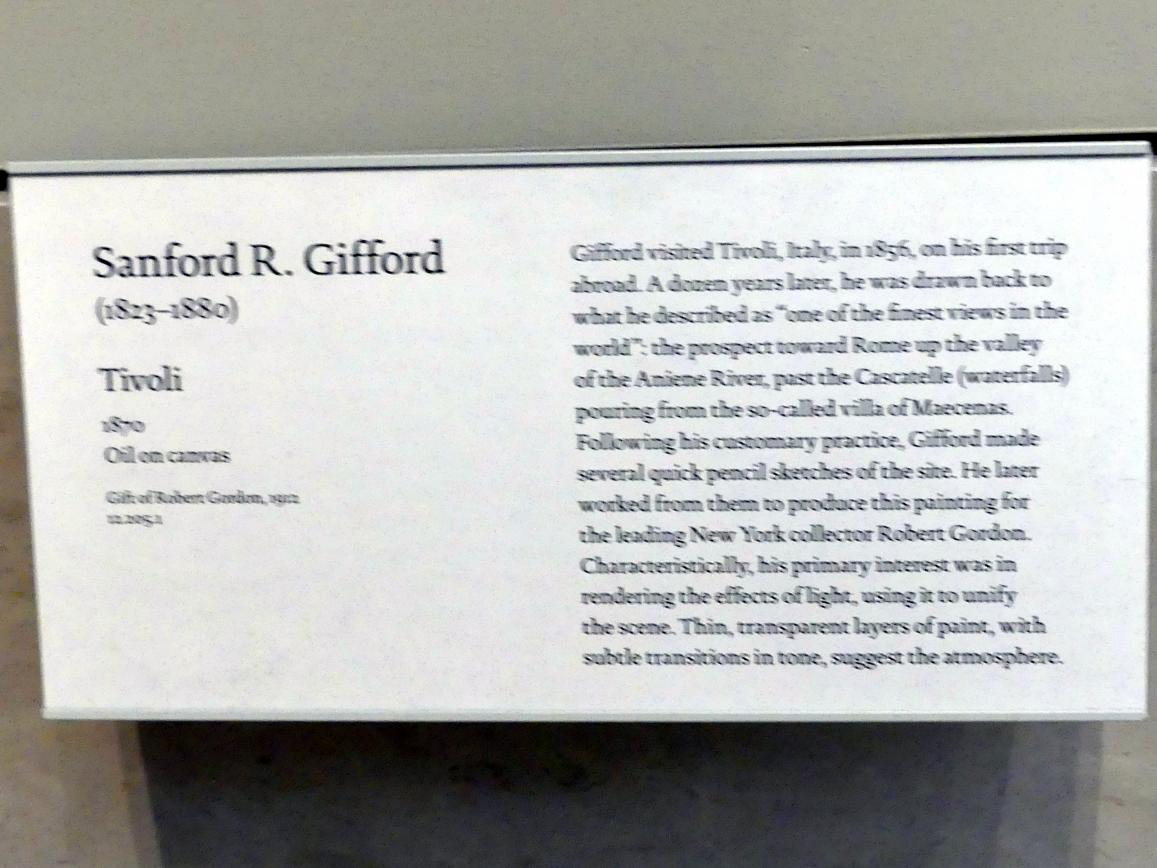 Sanford R. Gifford
(1823–1880)
Tivoli
1870
Oil on canvas
Gift of Robert Gordon, 1912
12.205.1
Gifford visited Tivoli, Italy, in 1856, on his first trip
abroad. A dozen years later, he was drawn back to
what he described as “one of the finest views in the
world”: the prospect toward Rome up the valley
of the Aniene River, past the Cascatelle (waterfalls)
pouring from the so-called villa of Maecenas.
Following his customary practice, Gifford made
several quick pencil sketches of the site. He later
worked from them to produce this painting for
the leading New York collector Robert Gordon.
Characteristically, his primary interest was in
rendering the effects of light, using it to unify
the scene. Thin, transparent layers of paint, with
subtle transitions in tone, suggest the atmosphere.